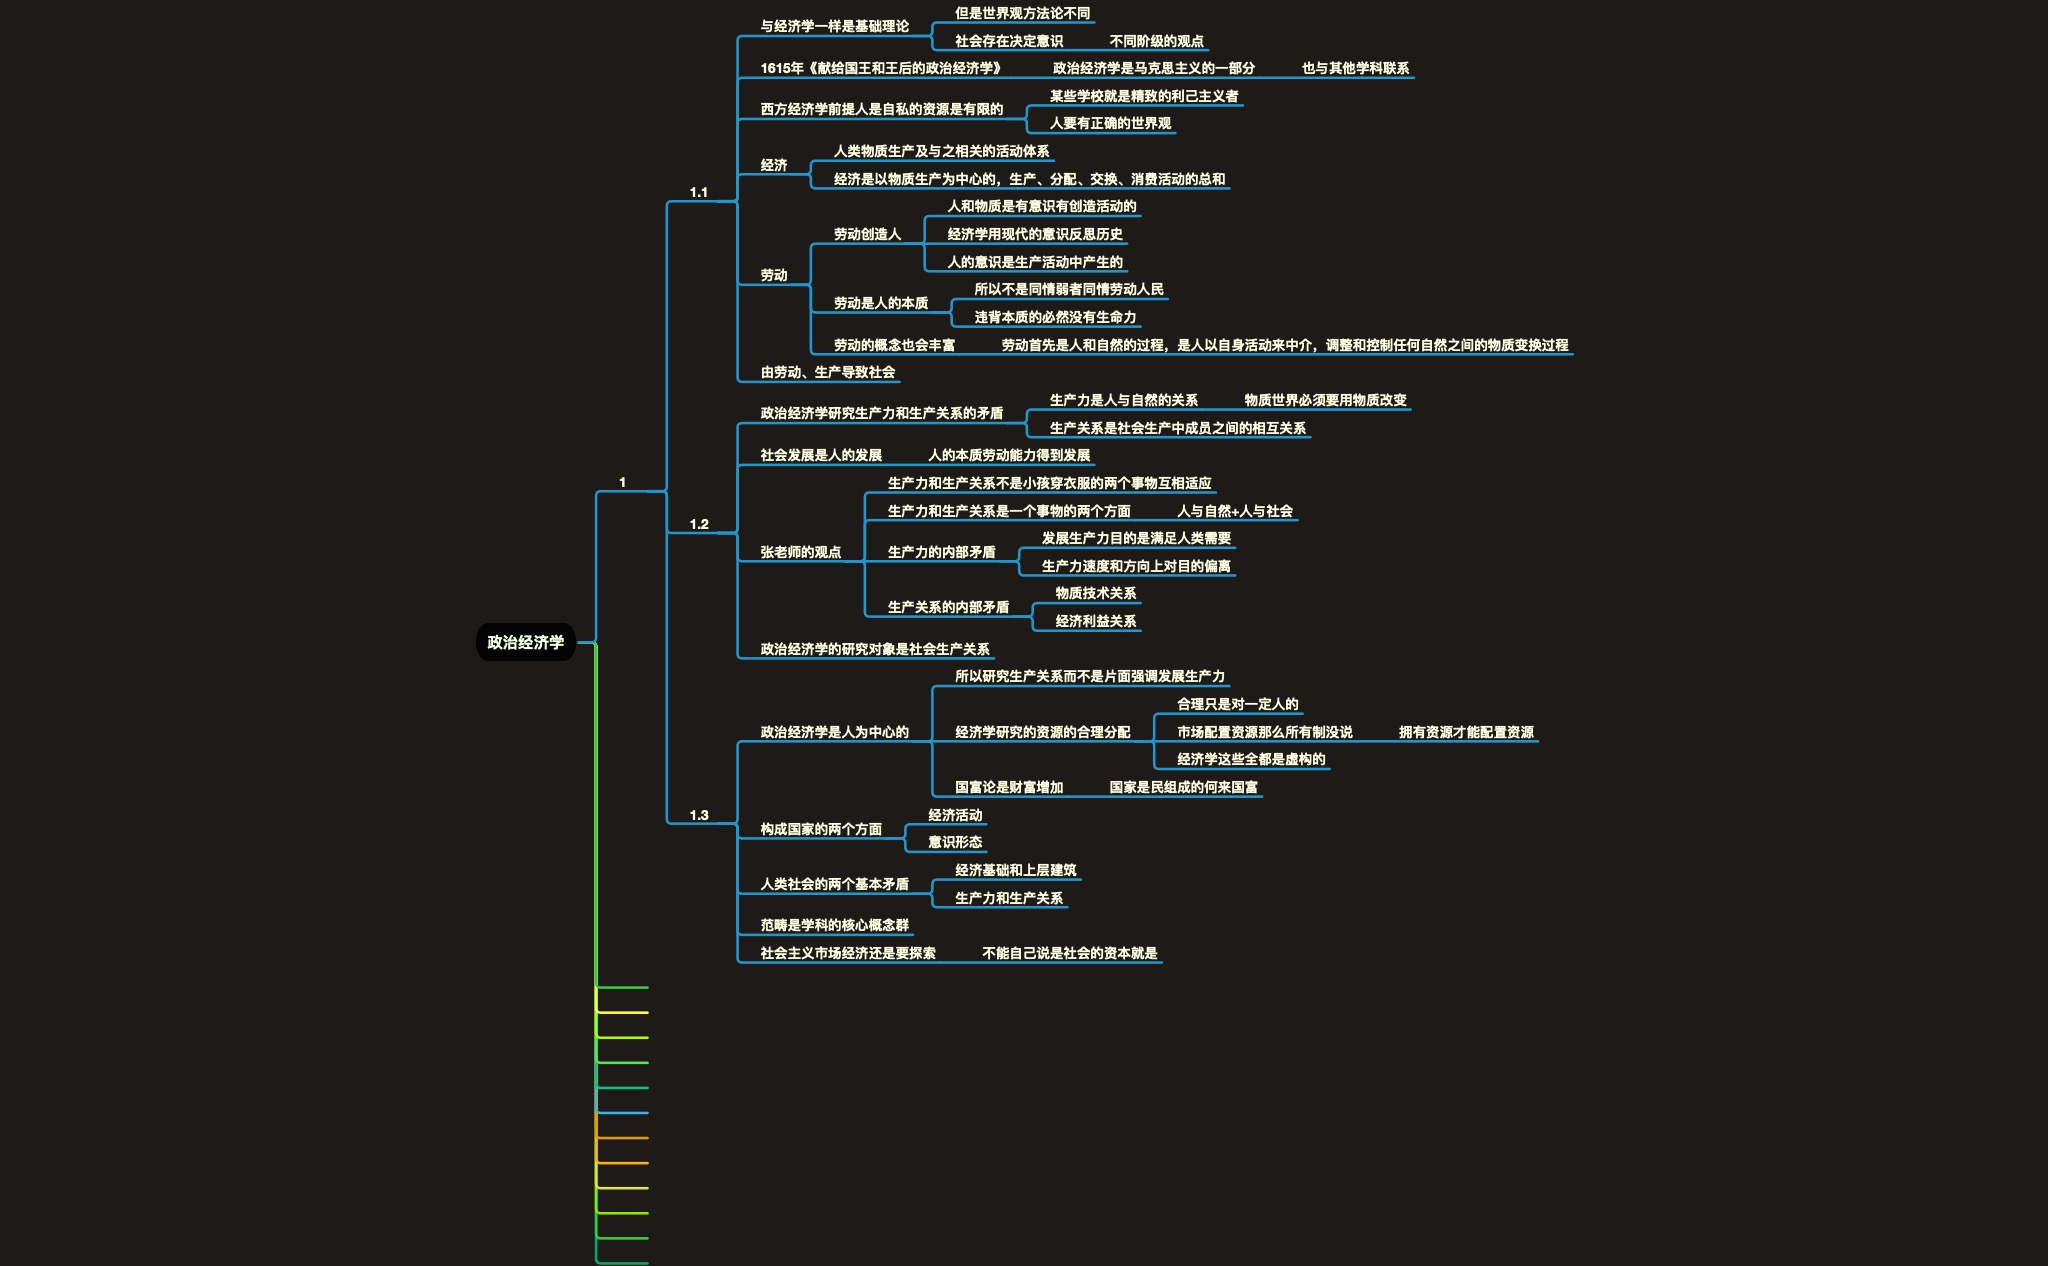 政治经济学
1
1.1
与经济学一样是基础理论
但是世界观方法论不同
社会存在决定意识
不同阶级的观点
1615年《献给国王和王后的政治经济学》
政治经济学是马克思主义的一部分
也与其他学科联系
西方经济学前提人是自私的资源是有限的
某些学校就是精致的利己主义者
人要有正确的世界观
经济
人类物质生产及与之相关的活动体系
经济是以物质生产为中心的，生产、分配、交换、消费活动的总和
劳动
劳动创造人
人和物质是有意识有创造活动的
经济学用现代的意识反思历史
人的意识是生产活动中产生的
劳动是人的本质
所以不是同情弱者同情劳动人民
违背本质的必然没有生命力
劳动的概念也会丰富
劳动首先是人和自然的过程，是人以自身活动来中介，调整和控制任何自然之间的物质变换过程
由劳动、生产导致社会
1.2
政治经济学研究生产力和生产关系的矛盾
生产力是人与自然的关系
物质世界必须要用物质改变
生产关系是社会生产中成员之间的相互关系
社会发展是人的发展
人的本质劳动能力得到发展
张老师的观点
生产力和生产关系不是小孩穿衣服的两个事物互相适应
生产力和生产关系是一个事物的两个方面
人与自然+人与社会
生产力的内部矛盾
发展生产力目的是满足人类需要
生产力速度和方向上对目的偏离
生产关系的内部矛盾
物质技术关系
经济利益关系
政治经济学的研究对象是社会生产关系
1.3
政治经济学是人为中心的
所以研究生产关系而不是片面强调发展生产力
经济学研究的资源的合理分配
合理只是对一定人的
市场配置资源那么所有制没说
拥有资源才能配置资源
经济学这些全都是虚构的
国富论是财富增加
国家是民组成的何来国富
构成国家的两个方面
经济活动
意识形态
人类社会的两个基本矛盾
经济基础和上层建筑
生产力和生产关系
范畴是学科的核心概念群
社会主义市场经济还是要探索
不能自己说是社会的资本就是